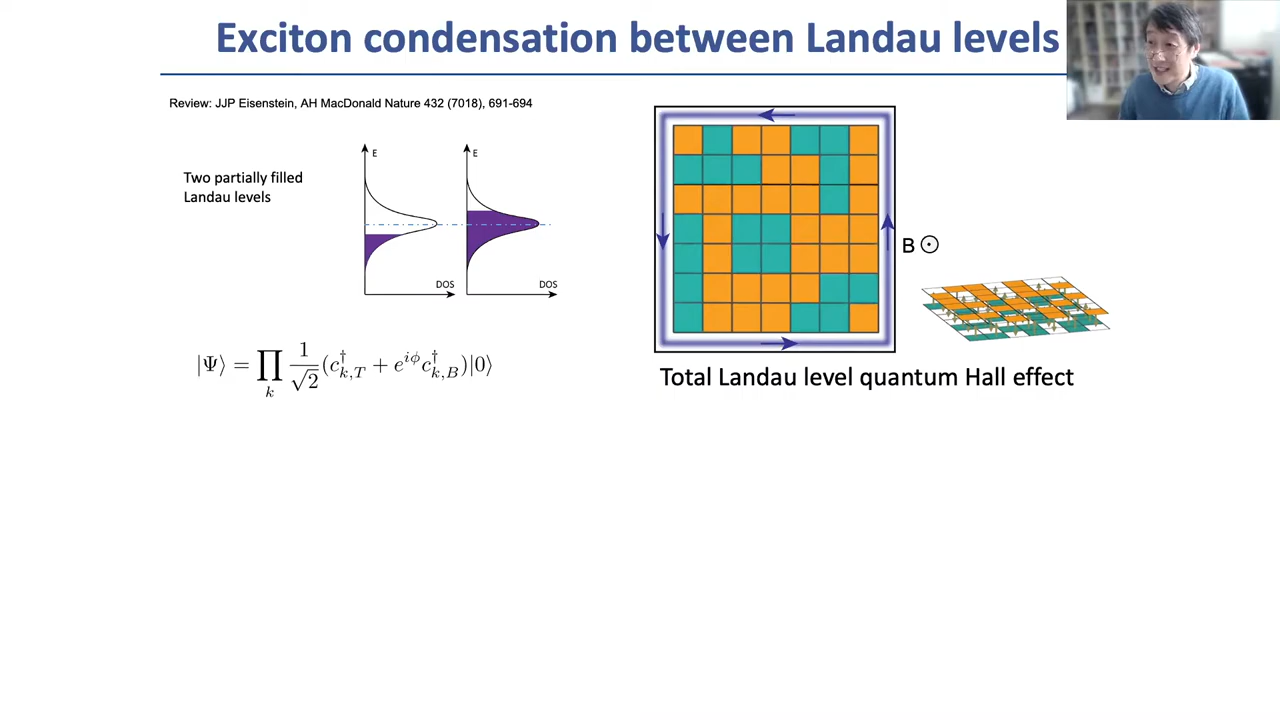 Exciton condensation between Landau levels
Review: JJP Eisenstein, AH MacDonald Nature 432 (7018), 691-694
Two partially filled
Landau levels
E
E
DOS
DOS
B ⊙
|Ψ⟩ = ∏_k 1/√2 (c†_{k,T} + e^{iϕ} c†_{k,B})|0⟩
Total Landau level quantum Hall effect